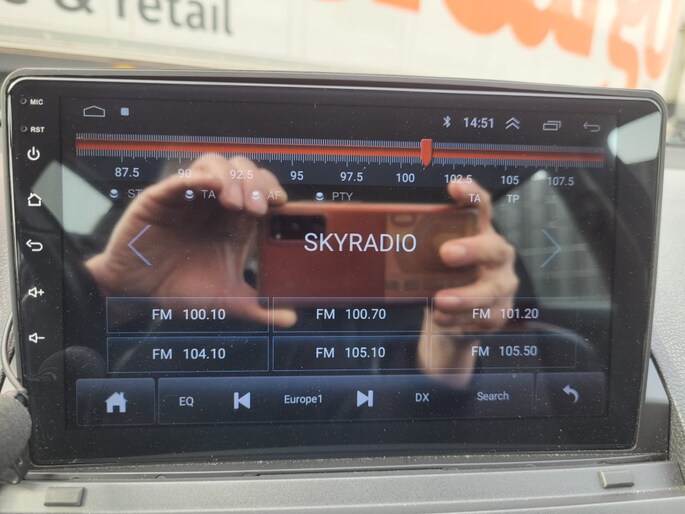 & retail
MIC
14:51
RST
87.5 90 92.5 95 97.5 100 102.5 105 107.5
ST TA AF PTY TA TP
SKYRADIO
FM 100.10 FM 100.70 FM 101.20
FM 104.10 FM 105.10 FM 105.50
EQ Europe1 DX Search